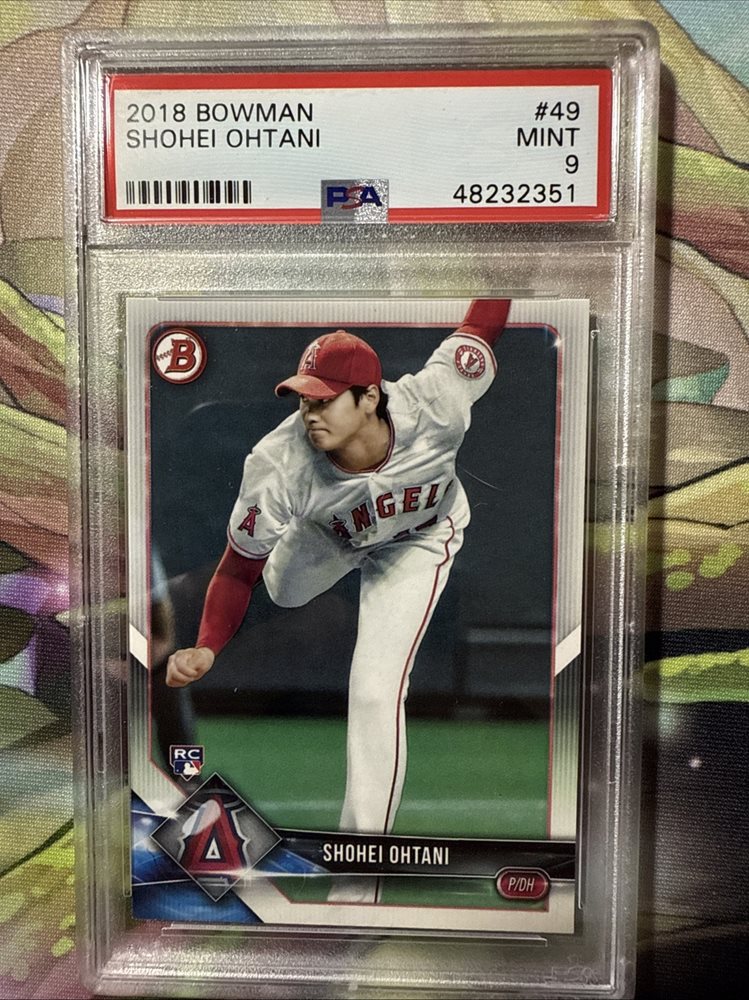 2018 BOWMAN #49
SHOHEI OHTANI MINT
9
PSA 48232351
B
A
A
ANGELS
RC
A
SHOHEI OHTANI
P/DH